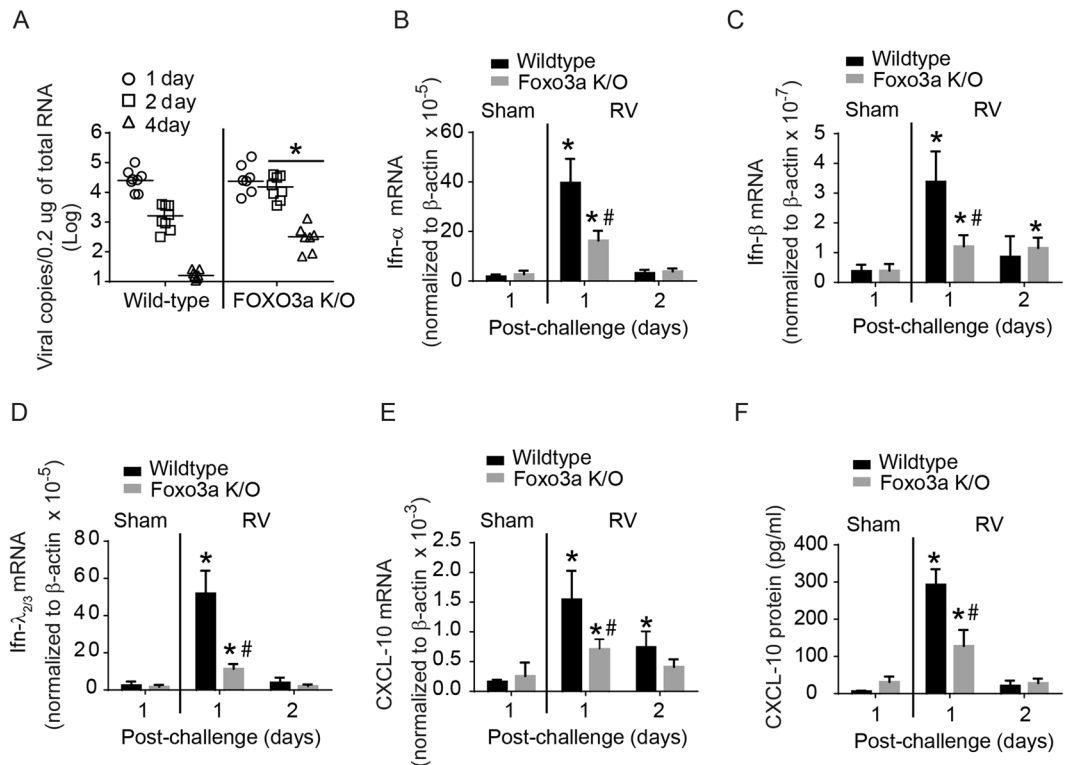 A
1 day
2 day
4day
Viral copies/0.2 ug of total RNA
(Log)
6
5
4
3
2
1
*
Wild-type
FOXO3a K/O
B
Wildtype
Foxo3a K/O
Sham
RV
Ifn-α mRNA
(normalized to β-actin x 10-5)
60
40
20
0
*
*#
1
1
2
Post-challenge (days)
C
Wildtype
Foxo3a K/O
Sham
RV
Ifn-β mRNA
(normalized to β-actin x 10-7)
5
4
3
2
1
0
*
*#
*
1
1
2
Post-challenge (days)
D
Wildtype
Foxo3a K/O
Sham
RV
Ifn-λ2/3 mRNA
(normalized to β-actin x 10-5)
80
60
40
20
0
*
*#
1
1
2
Post-challenge (days)
E
Wildtype
Foxo3a K/O
Sham
RV
CXCL-10 mRNA
(normalized to β-actin x 10-3)
2.5
2.0
1.5
1.0
0.5
0.0
*
*#
*
1
1
2
Post-challenge (days)
F
Wildtype
Foxo3a K/O
Sham
RV
CXCL-10 protein (pg/ml)
400
300
200
100
0
*
*#
1
1
2
Post-challenge (days)